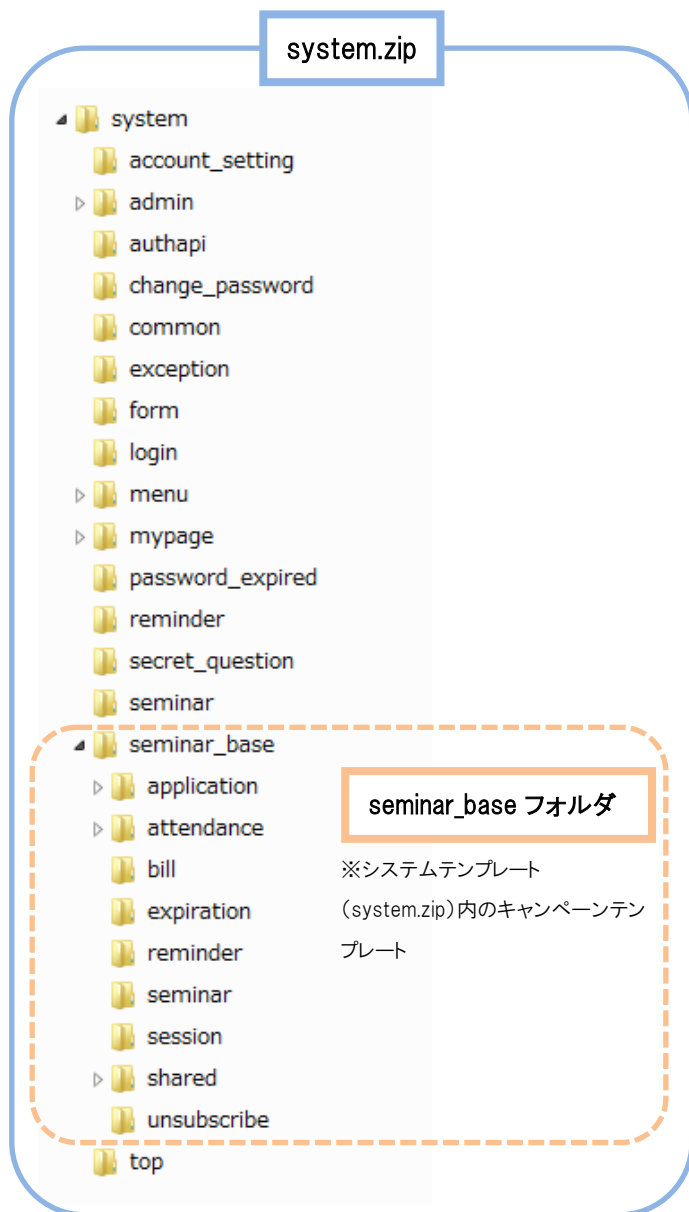 system.zip
system
account_setting
admin
authapi
change_password
common
exception
form
login
menu
mypage
password_expired
reminder
secret_question
seminar
seminar_base
application
attendance
bill
expiration
reminder
seminar
session
shared
unsubscribe
top
seminar_base フォルダ
※システムテンプレート
（system.zip）内のキャンペーンテン
プレート